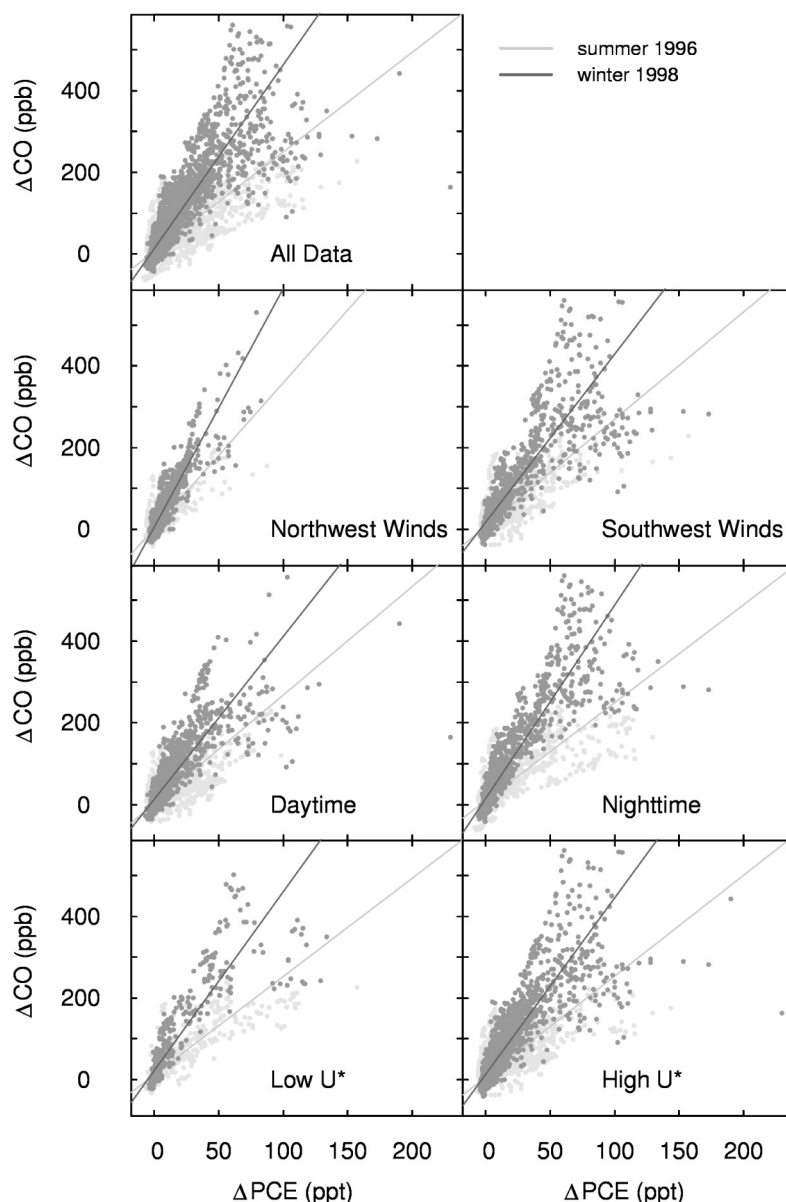 summer 1996
winter 1998
ΔCO (ppb)
400
200
0
All Data
ΔCO (ppb)
400
200
0
Northwest Winds
Southwest Winds
ΔCO (ppb)
400
200
0
Daytime
Nighttime
ΔCO (ppb)
400
200
0
Low U*
High U*
0 50 100 150 200
0 50 100 150 200
ΔPCE (ppt)
ΔPCE (ppt)